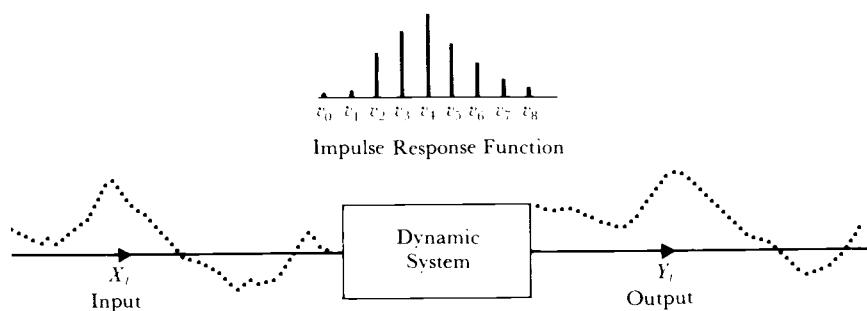 v₀ v₁ v₂ v₃ v₄ v₅ v₆ v₇ v₈
Impulse Response Function
Dynamic
System
Xₜ
Input
Yₜ
Output